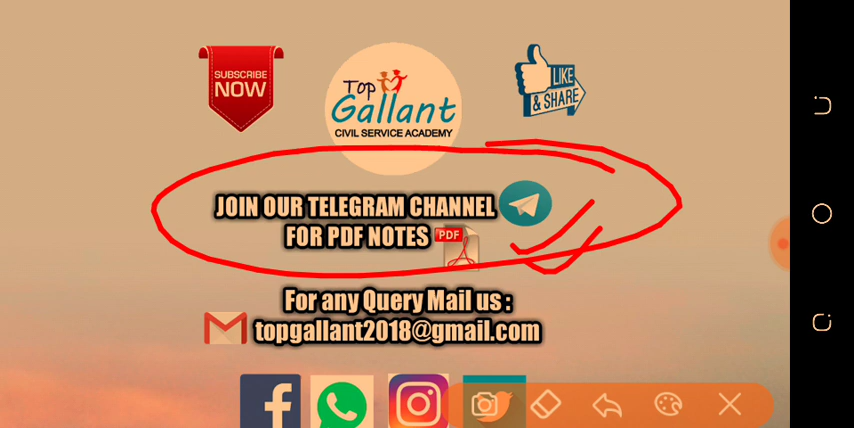 SUBSCRIBE
NOW
Top
Gallant
CIVIL SERVICE ACADEMY
LIKE
& SHARE
JOIN OUR TELEGRAM CHANNEL
FOR PDF NOTES
PDF
For any Query Mail us :
topgallant2018@gmail.com